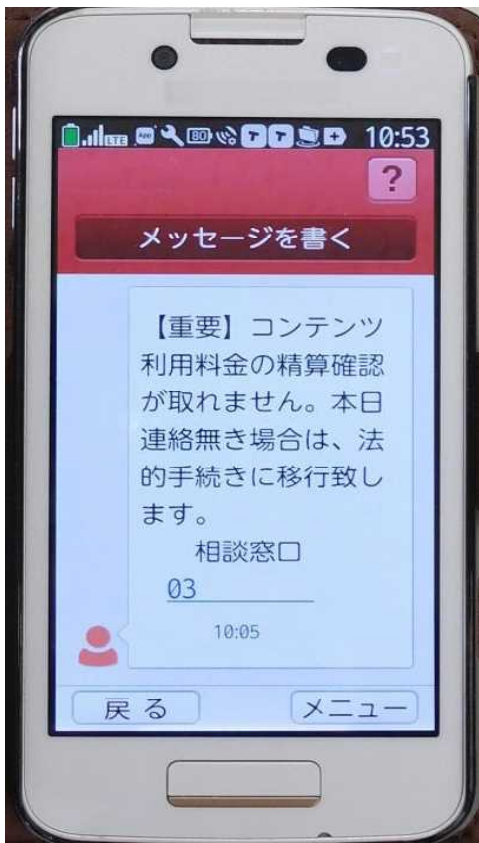 LTE App 80 10:53
?
メッセージを書く
【重要】コンテンツ
利用料金の精算確認
が取れません。本日
連絡無き場合は、法
的手続きに移行致し
ます。
相談窓口
03
10:05
戻る メニュー